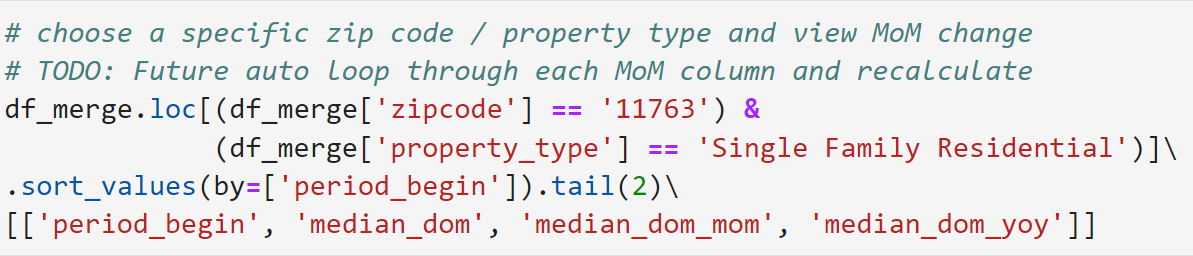 # choose a specific zip code / property type and view MoM change
# TODO: Future auto loop through each MoM column and recalculate
df_merge.loc[(df_merge['zipcode'] == '11763') &
             (df_merge['property_type'] == 'Single Family Residential')]\
.sort_values(by=['period_begin']).tail(2)\
[['period_begin', 'median_dom', 'median_dom_mom', 'median_dom_yoy']]